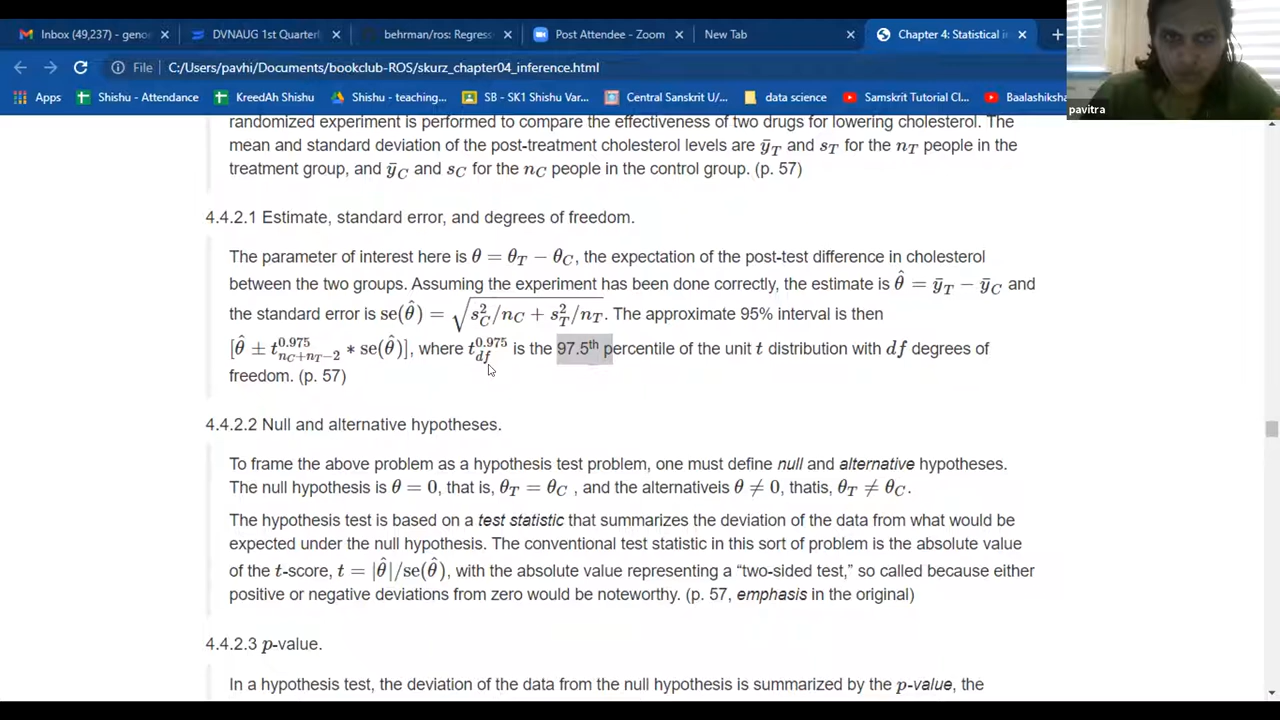 Inbox (49,237) - geno
DVNAUG 1st Quarterl
behrman/ros: Regress
Post Attendee - Zoom
New Tab
Chapter 4: Statistical in
File C:/Users/pavhi/Documents/bookclub-ROS/skurz_chapter04_inference.html
Apps
Shishu - Attendance
KreedAh Shishu
Shishu - teaching...
SB - SK1 Shishu Var...
Central Sanskrit U/...
data science
Samskrit Tutorial Cl...
Baalashiksha
pavitra
randomized experiment is performed to compare the effectiveness of two drugs for lowering cholesterol. The
mean and standard deviation of the post-treatment cholesterol levels are ȳ_T and s_T for the n_T people in the
treatment group, and ȳ_C and s_C for the n_C people in the control group. (p. 57)
4.4.2.1 Estimate, standard error, and degrees of freedom.
The parameter of interest here is θ = θ_T − θ_C, the expectation of the post-test difference in cholesterol
between the two groups. Assuming the experiment has been done correctly, the estimate is θ̂ = ȳ_T − ȳ_C and
the standard error is se(θ̂) = √(s²_C/n_C + s²_T/n_T). The approximate 95% interval is then
[θ̂ ± t^0.975_{n_C+n_T−2} * se(θ̂)], where t^0.975_df is the 97.5th percentile of the unit t distribution with df degrees of
freedom. (p. 57)
4.4.2.2 Null and alternative hypotheses.
To frame the above problem as a hypothesis test problem, one must define null and alternative hypotheses.
The null hypothesis is θ = 0, that is, θ_T = θ_C , and the alternativeis θ ≠ 0, thatis, θ_T ≠ θ_C.
The hypothesis test is based on a test statistic that summarizes the deviation of the data from what would be
expected under the null hypothesis. The conventional test statistic in this sort of problem is the absolute value
of the t-score, t = |θ̂|/se(θ̂), with the absolute value representing a “two-sided test,” so called because either
positive or negative deviations from zero would be noteworthy. (p. 57, emphasis in the original)
4.4.2.3 p-value.
In a hypothesis test, the deviation of the data from the null hypothesis is summarized by the p-value, the